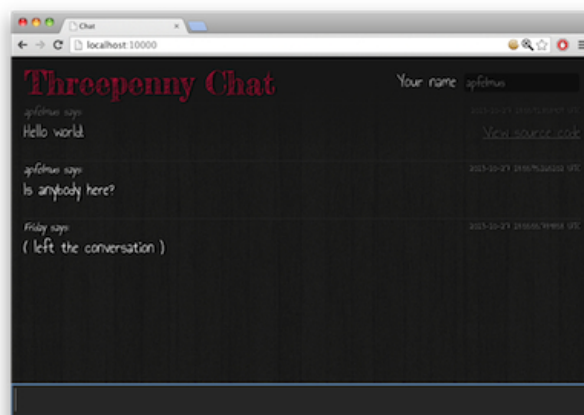 Chat
localhost:10000
Threepenny Chat
Your name apfelmus
apfelmus says:
Hello world!
View source code
apfelmus says:
Is anybody here?
Friday says:
( left the conversation )